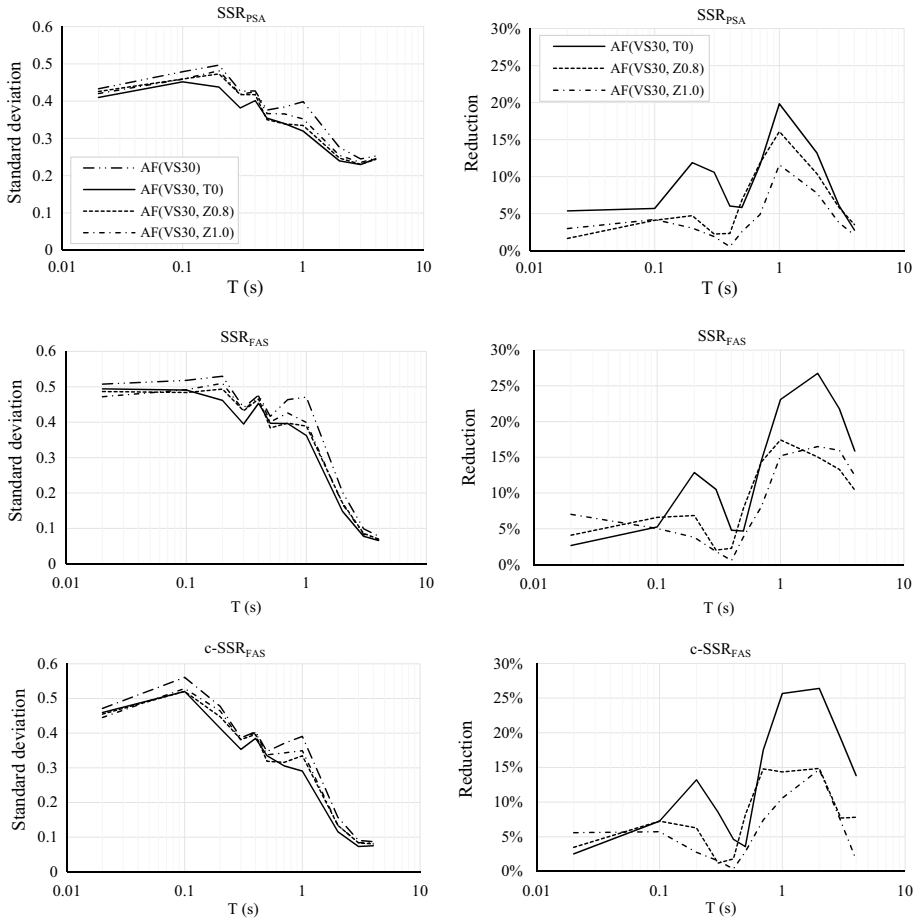 SSR_PSA
0.6
0.5
0.4
0.3
0.2
0.1
0
Standard deviation
AF(VS30)
AF(VS30, T0)
AF(VS30, Z0.8)
AF(VS30, Z1.0)
0.01
0.1
1
10
T (s)
SSR_PSA
30%
25%
20%
15%
10%
5%
0%
Reduction
AF(VS30, T0)
AF(VS30, Z0.8)
AF(VS30, Z1.0)
0.01
0.1
1
10
T (s)
SSR_FAS
0.6
0.5
0.4
0.3
0.2
0.1
0
Standard deviation
0.01
0.1
1
10
T (s)
SSR_FAS
30%
25%
20%
15%
10%
5%
0%
Reduction
0.01
0.1
1
10
T (s)
c-SSR_FAS
0.6
0.5
0.4
0.3
0.2
0.1
0
Standard deviation
0.01
0.1
1
10
T (s)
c-SSR_FAS
30%
25%
20%
15%
10%
5%
0%
Reduction
0.01
0.1
1
10
T (s)